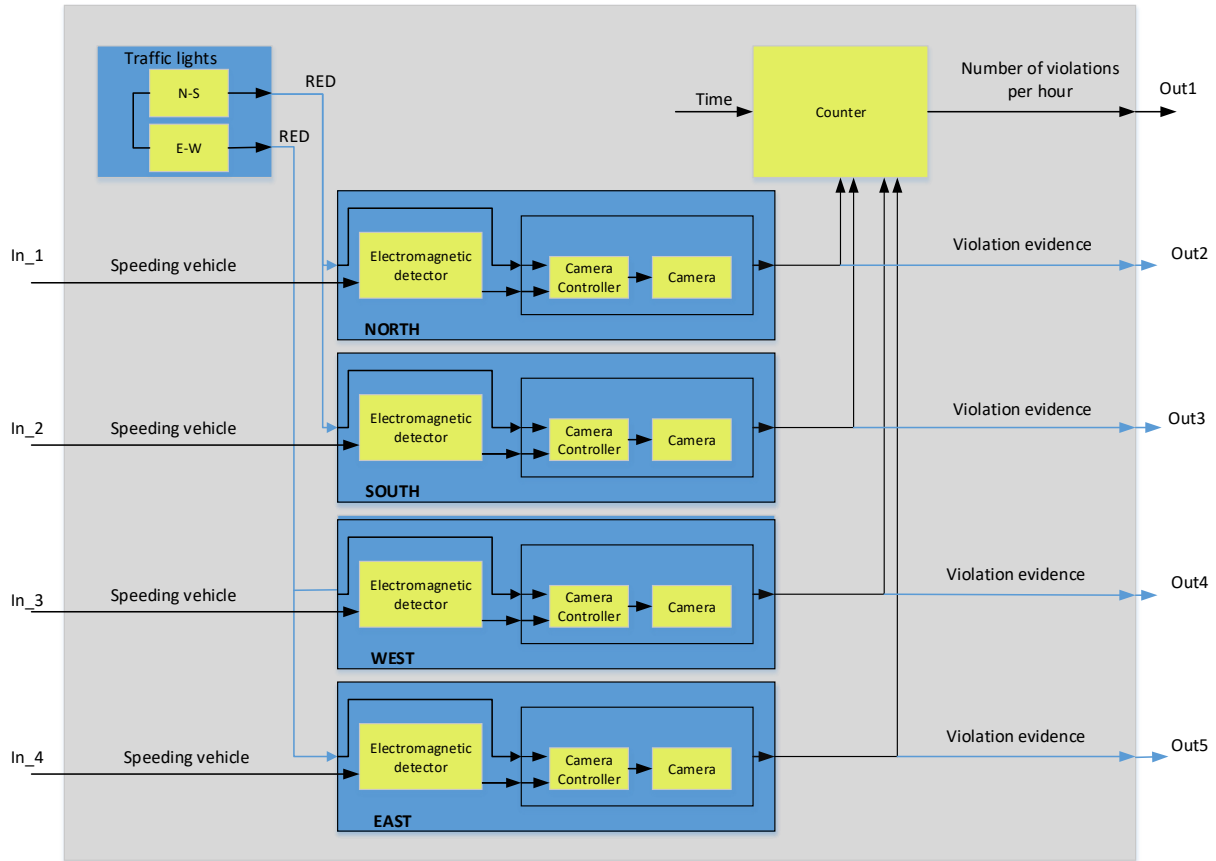 Traffic lights
N-S
RED
E-W
RED
Time
Counter
Number of violations
per hour
Out1
In_1
Speeding vehicle
Electromagnetic
detector
Camera
Controller
Camera
NORTH
Violation evidence
Out2
In_2
Speeding vehicle
Electromagnetic
detector
Camera
Controller
Camera
SOUTH
Violation evidence
Out3
In_3
Speeding vehicle
Electromagnetic
detector
Camera
Controller
Camera
WEST
Violation evidence
Out4
In_4
Speeding vehicle
Electromagnetic
detector
Camera
Controller
Camera
EAST
Violation evidence
Out5